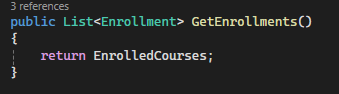 3 references
public List<Enrollment> GetEnrollments()
{
return EnrolledCourses;
}